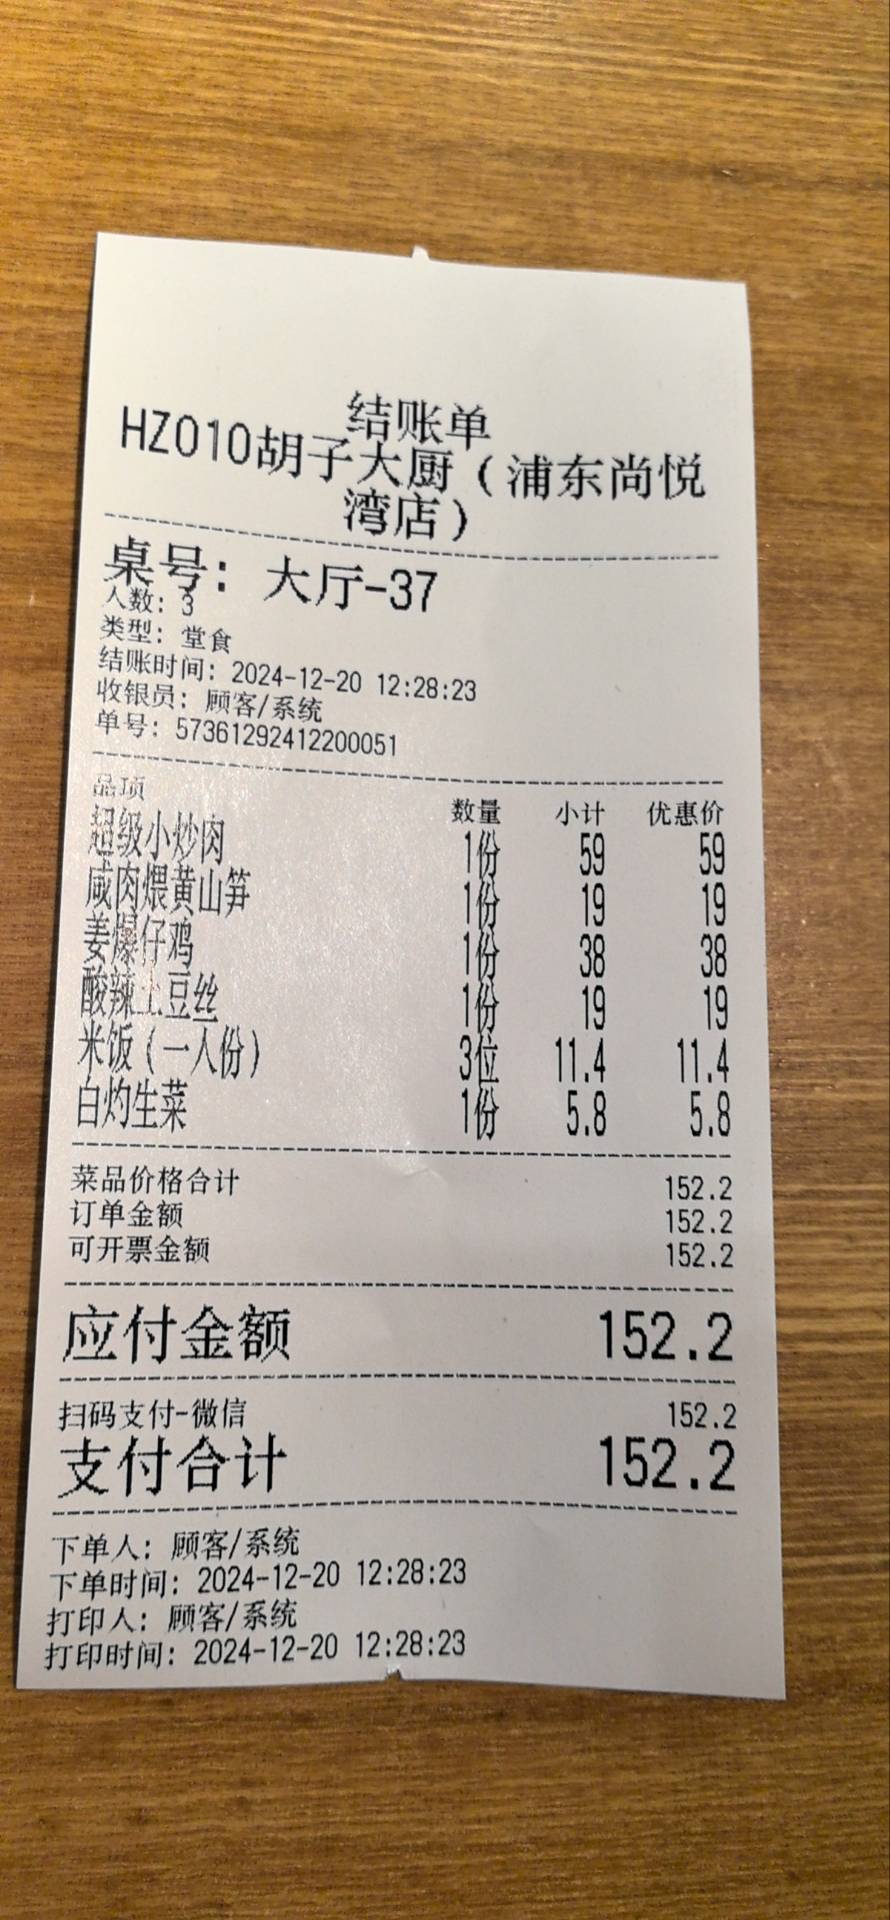 结账单
HZ010胡子大厨（浦东尚悦
湾店）
桌号：大厅-37
人数：3
类型：堂食
结账时间：2024-12-20 12:28:23
收银员：顾客/系统
单号：57361292412200051
品项 数量 小计 优惠价
超级小炒肉 1份 59 59
咸肉煨黄山笋 1份 19 19
姜爆仔鸡 1份 38 38
酸辣土豆丝 1份 19 19
米饭（一人份） 3位 11.4 11.4
白灼生菜 1份 5.8 5.8
菜品价格合计 152.2
订单金额 152.2
可开票金额 152.2
应付金额 152.2
扫码支付-微信 152.2
支付合计 152.2
下单人：顾客/系统
下单时间：2024-12-20 12:28:23
打印人：顾客/系统
打印时间：2024-12-20 12:28:23